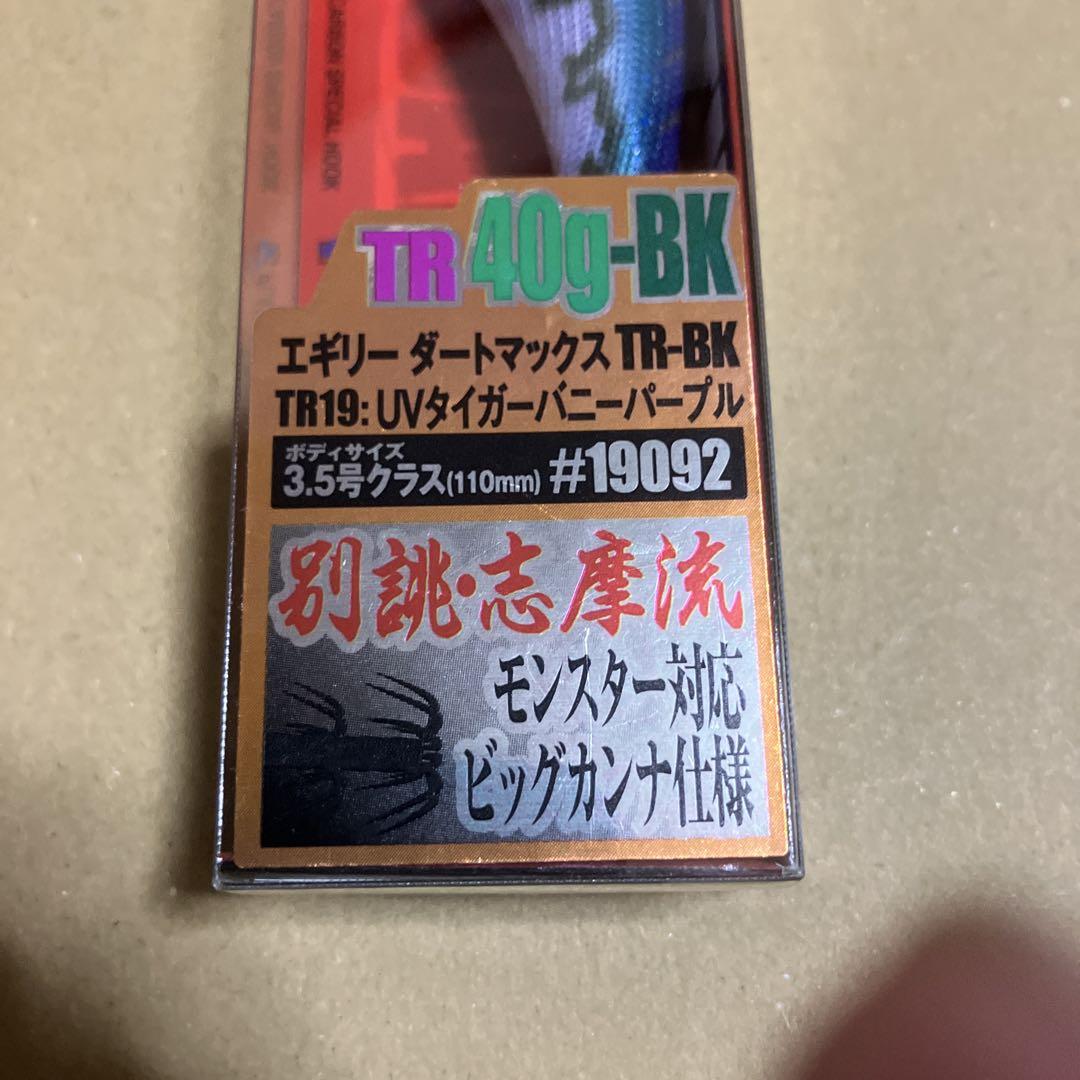 CARBON SPECIAL HOOK
TR 40g-BK
エギリー ダートマックス TR-BK
TR19: UVタイガーバニーパープル
ボディサイズ
3.5号クラス(110mm) #19092
別誂・志摩流
モンスター対応
ビッグカンナ仕様